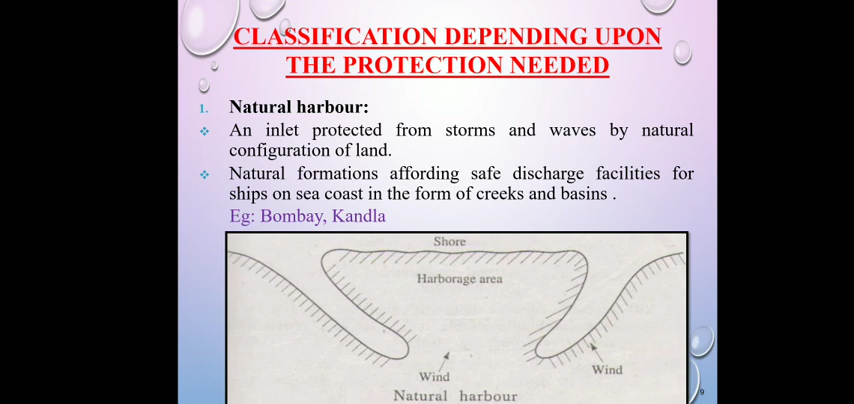 CLASSIFICATION DEPENDING UPON
THE PROTECTION NEEDED
1. Natural harbour:
An inlet protected from storms and waves by natural
configuration of land.
Natural formations affording safe discharge facilities for
ships on sea coast in the form of creeks and basins .
Eg: Bombay, Kandla
Shore
Harborage area
Wind
Wind
Natural harbour
9